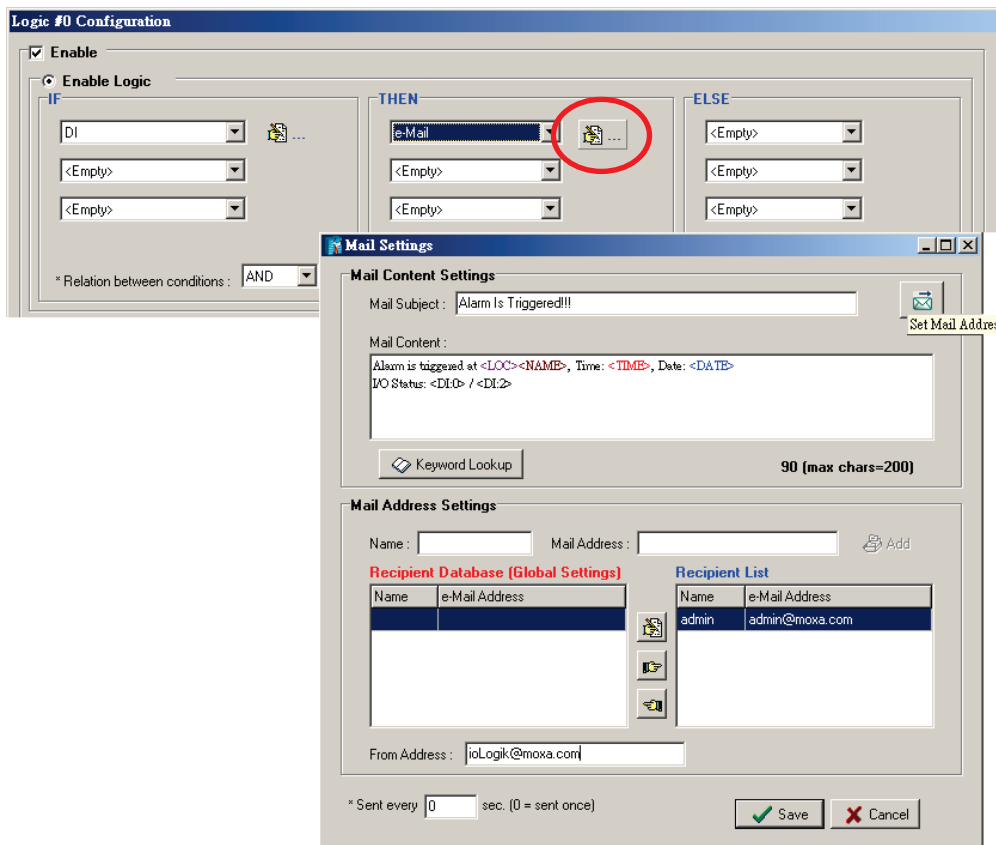 Logic #0 Configuration
Enable
Enable Logic
IF
THEN
ELSE
DI
...
e-Mail
...
<Empty>
<Empty>
<Empty>
<Empty>
<Empty>
<Empty>
<Empty>
* Relation between conditions :
AND
Mail Settings
Mail Content Settings
Mail Subject :
Alarm Is Triggered!!!
Set Mail Addres
Mail Content :
Alarm is triggered at <LOC><NAME>, Time: <TIME>, Date: <DATE>
I/O Status: <DI:0> / <DI:2>
Keyword Lookup
90 (max chars=200)
Mail Address Settings
Name :
Mail Address :
Add
Recipient Database (Global Settings)
Recipient List
Name e-Mail Address
Name e-Mail Address
admin admin@moxa.com
From Address :
ioLogik@moxa.com
* Sent every 0 sec. (0 = sent once)
Save
Cancel